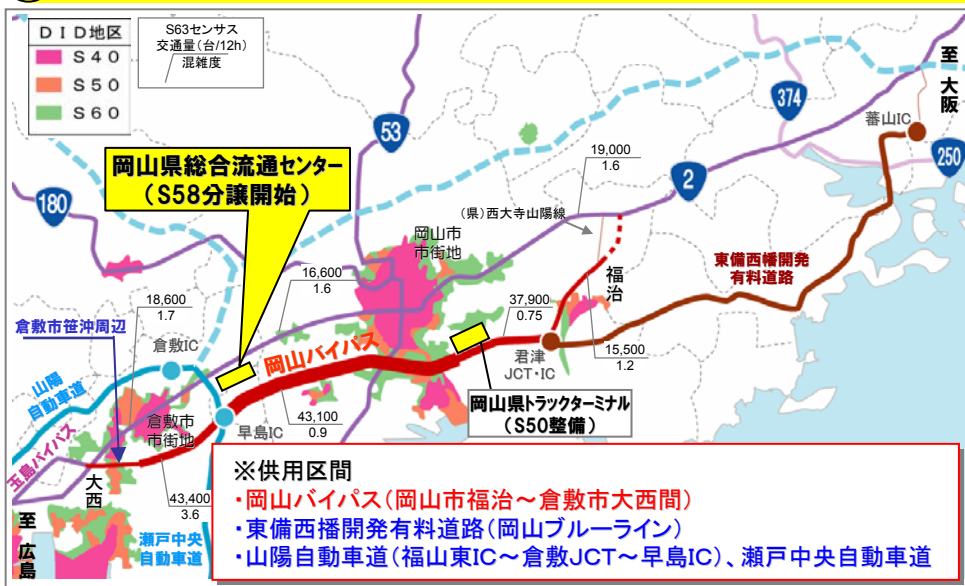 ＤＩＤ地区
Ｓ４０
Ｓ５０
Ｓ６０
S63センサス
交通量(台/12h)
混雑度
至
大
阪
374
53
蕃山IC
250
19,000
1.6
2
岡山県総合流通センター
（S58分譲開始）
180
(県)西大寺山陽線
岡山市
市街地
東備西幡開発
有料道路
福
治
16,600
1.6
18,600
1.7
37,900
0.75
倉敷市笹沖周辺
倉敷IC
岡山バイパス
君津
JCT・IC
15,500
1.2
山陽
自動車道
岡山県トラックターミナル
（S50整備）
43,100
0.9
倉敷市
市街地
早島IC
玉島バイパス
大
西
43,400
3.6
至
広
島
瀬戸中央
自動車道
※供用区間
・岡山バイパス（岡山市福治～倉敷市大西間）
・東備西播開発有料道路（岡山ブルーライン）
・山陽自動車道（福山東IC～倉敷JCT～早島IC）、瀬戸中央自動車道